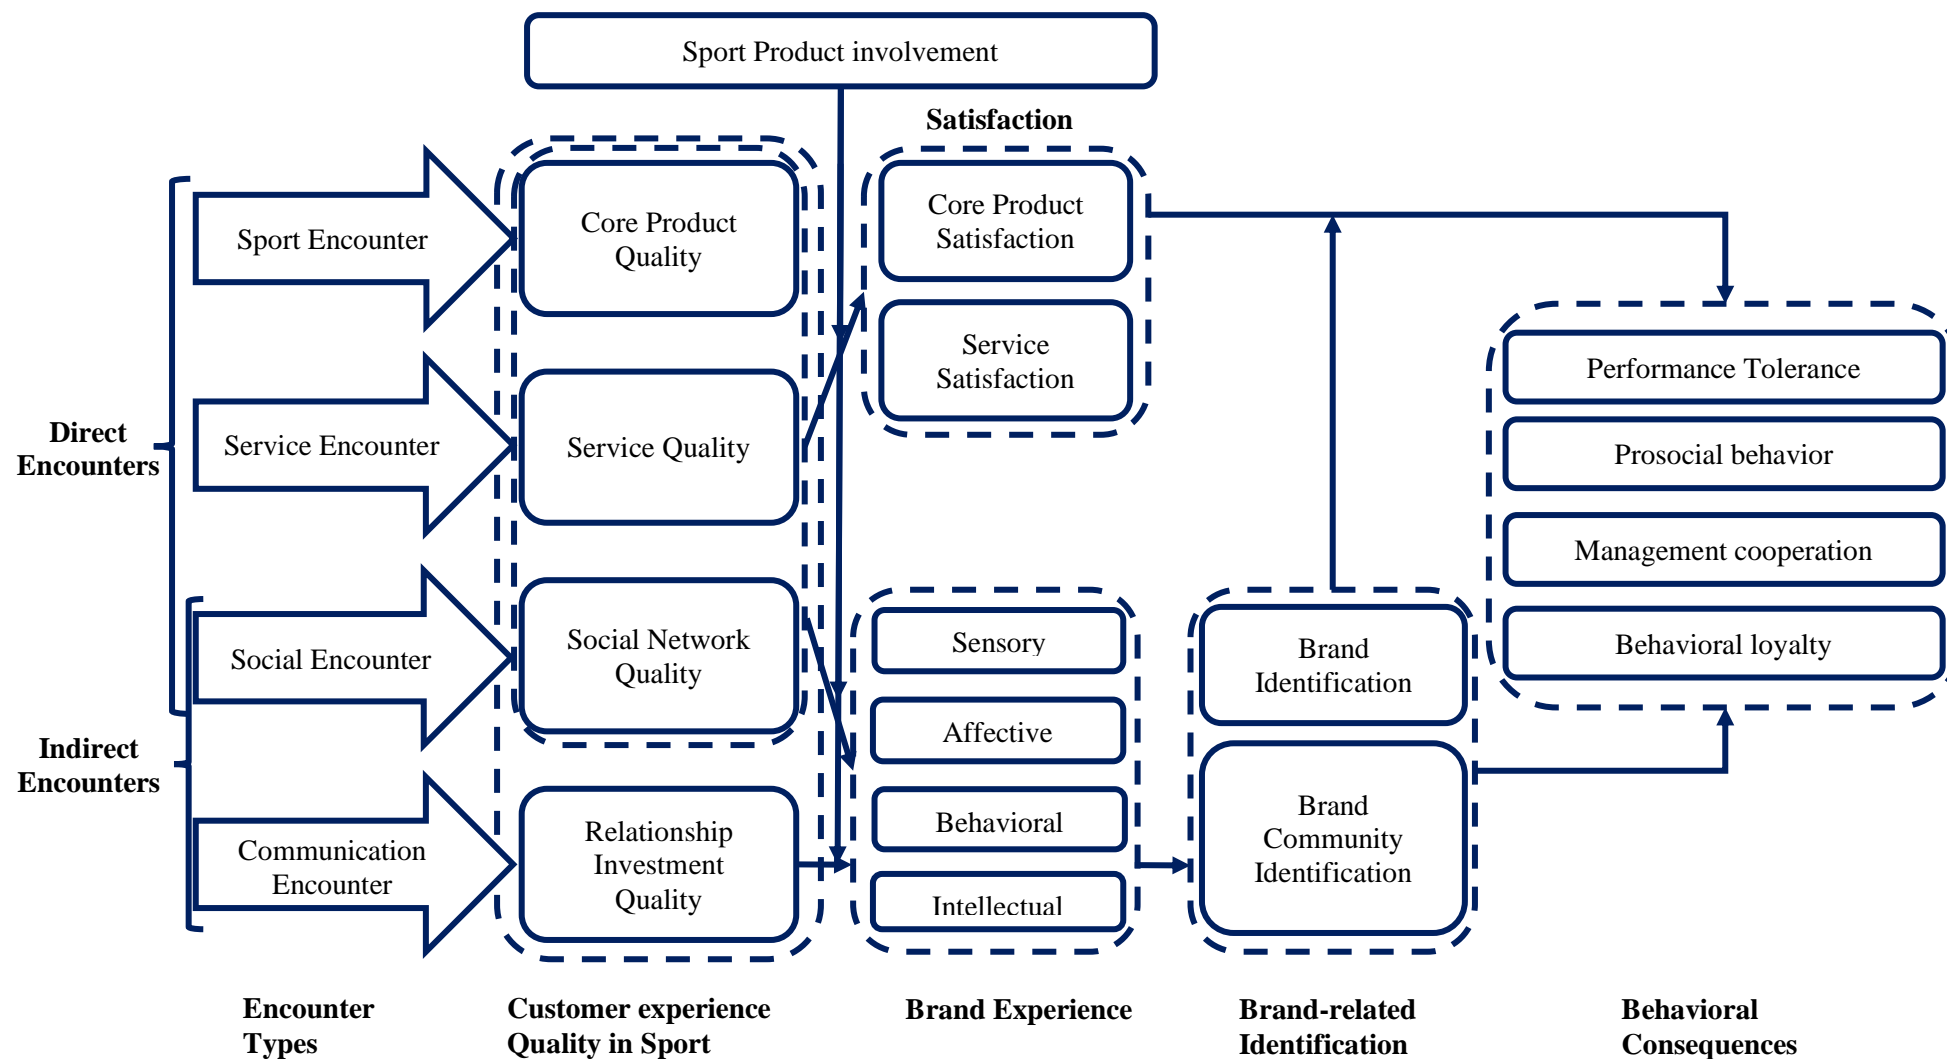 Sport Product involvement
Satisfaction
Sport Encounter
Core Product
Quality
Core Product
Satisfaction
Service
Satisfaction
Performance Tolerance
Direct
Encounters
Service Encounter
Service Quality
Prosocial behavior
Management cooperation
Social Encounter
Social Network
Quality
Sensory
Brand
Identification
Behavioral loyalty
Affective
Indirect
Encounters
Communication
Encounter
Relationship
Investment
Quality
Behavioral
Intellectual
Brand
Community
Identification
Encounter
Types
Customer experience
Quality in Sport
Brand Experience
Brand-related
Identification
Behavioral
Consequences